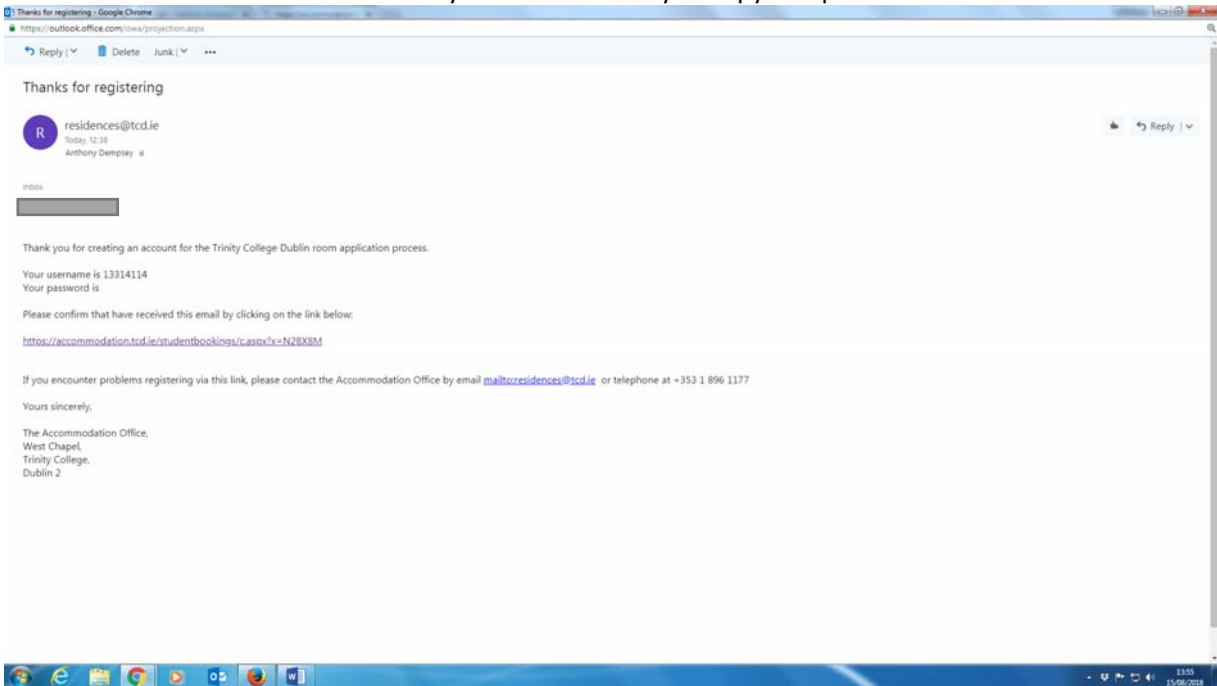 Thanks for registering - Google Chrome
https://outlook.office.com/owa/projection.aspx
Reply | Delete Junk | ...
Thanks for registering
R
residences@tcd.ie
Today, 12:38
Anthony Dempsey
Reply |
Inbox
Thank you for creating an account for the Trinity College Dublin room application process.
Your username is 13314114
Your password is
Please confirm that have received this email by clicking on the link below:
https://accommodation.tcd.ie/studentbookings/c.aspx?x=N28X8M
If you encounter problems registering via this link, please contact the Accommodation Office by email mailto:residences@tcd.ie or telephone at +353 1 896 1177
Yours sincerely,
The Accommodation Office,
West Chapel,
Trinity College,
Dublin 2
13:55
15/08/2018